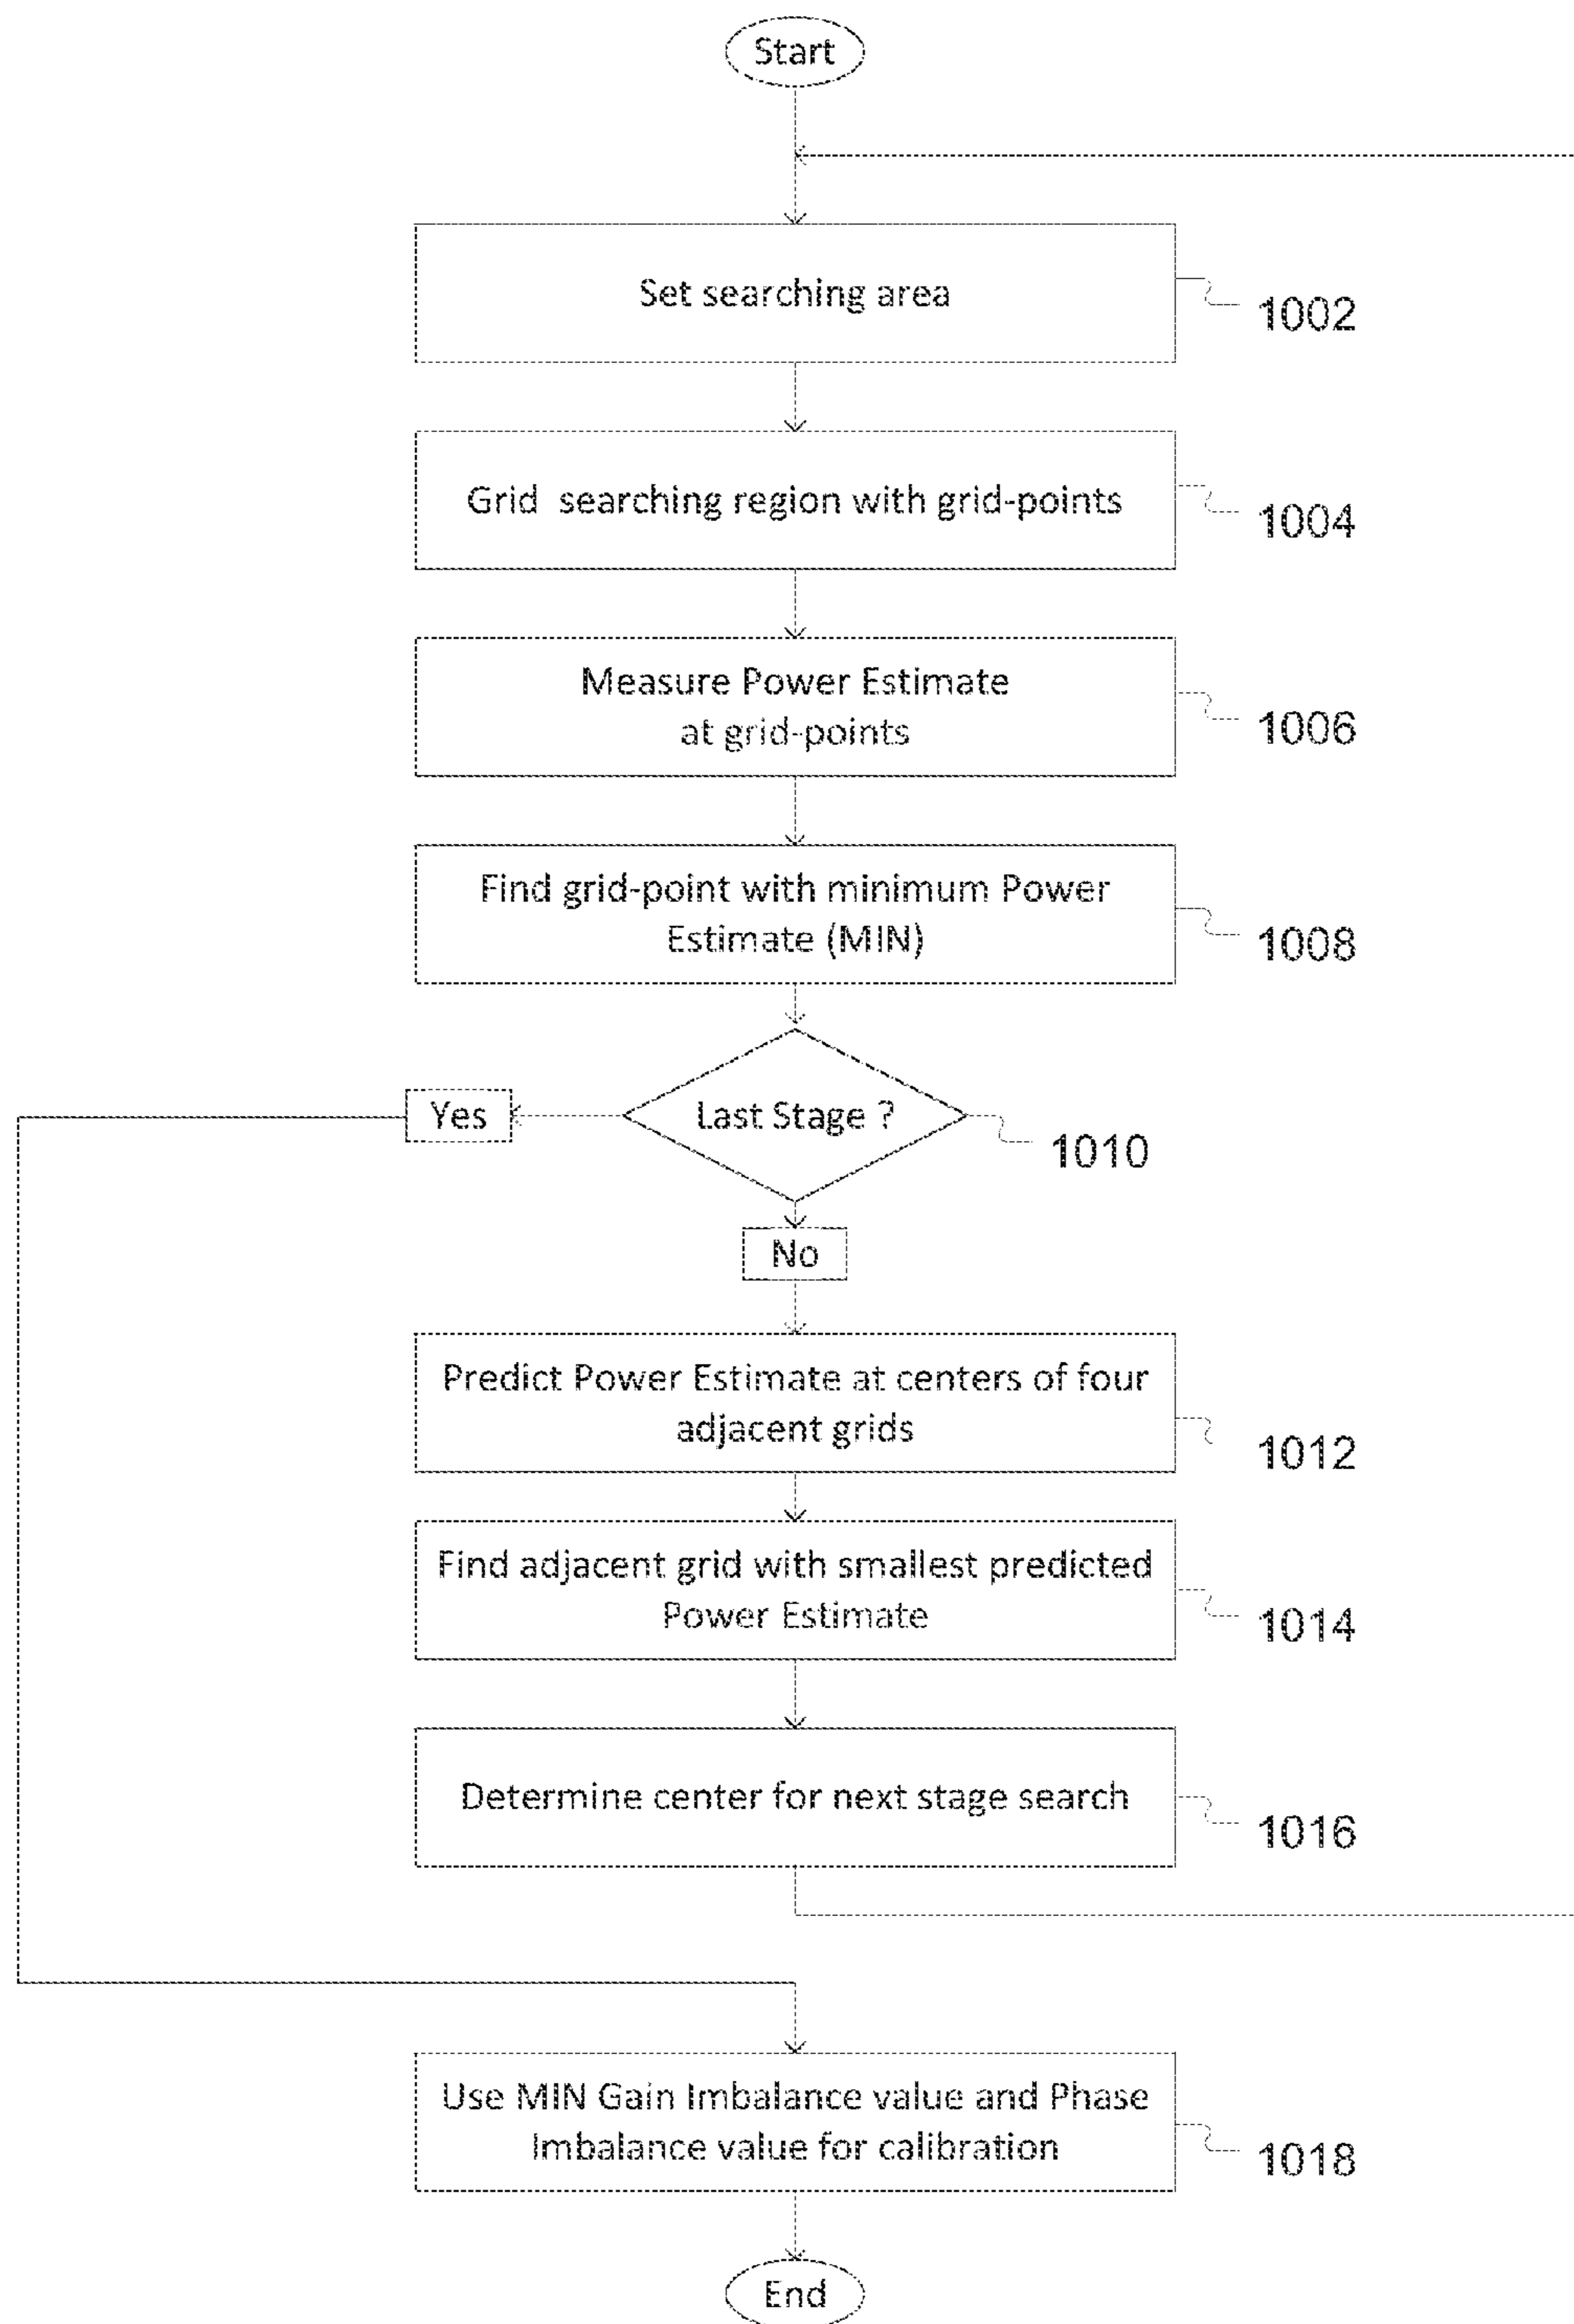 Start
Set searching area
1002
Grid searching region with grid-points
1004
Measure Power Estimate
at grid-points
1006
Find grid-point with minimum Power
Estimate (MIN)
1008
Yes
Last Stage ?
1010
No
Predict Power Estimate at centers of four
adjacent grids
1012
Find adjacent grid with smallest predicted
Power Estimate
1014
Determine center for next stage search
1016
Use MIN Gain Imbalance value and Phase
Imbalance value for calibration
1018
End